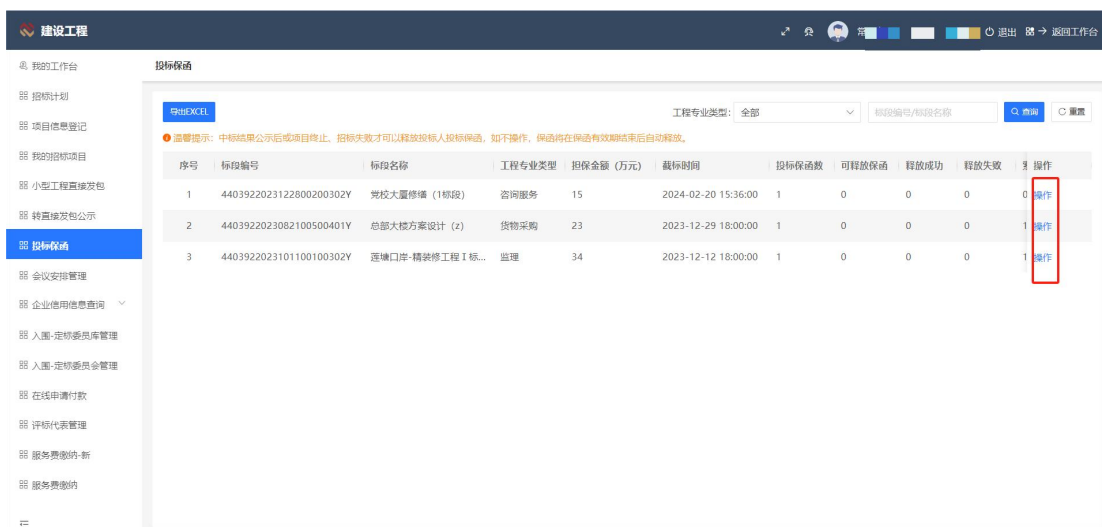 建设工程
退出 返回工作台
我的工作台
招标计划
项目信息登记
我的招标项目
小型工程直接发包
转直接发包公示
投标保函
会议安排管理
企业信用信息查询
入围-定标委员库管理
入围-定标委员会管理
在线申请付款
评标代表管理
服务费缴纳-新
服务费缴纳
投标保函
导出EXCEL 工程专业类型: 全部 标段编号/标段名称 查询 重置
温馨提示: 中标结果公示后或项目终止、招标失败才可以释放投标人投标保函, 如不操作, 保函将在保函有效期结束后自动释放。
序号 标段编号 标段名称 工程专业类型 担保金额 (万元) 截标时间 投标保函数 可释放保函 释放成功 释放失败 操作
1 4403922023122800200302Y 党校大厦修缮 (1标段) 咨询服务 15 2024-02-20 15:36:00 1 0 0 0 0 操作
2 4403922023082100500401Y 总部大楼方案设计 (z) 货物采购 23 2023-12-29 18:00:00 1 0 0 0 1 操作
3 4403922023101100100302Y 莲塘口岸-精装修工程 I 标... 监理 34 2023-12-12 18:00:00 1 0 0 0 1 操作